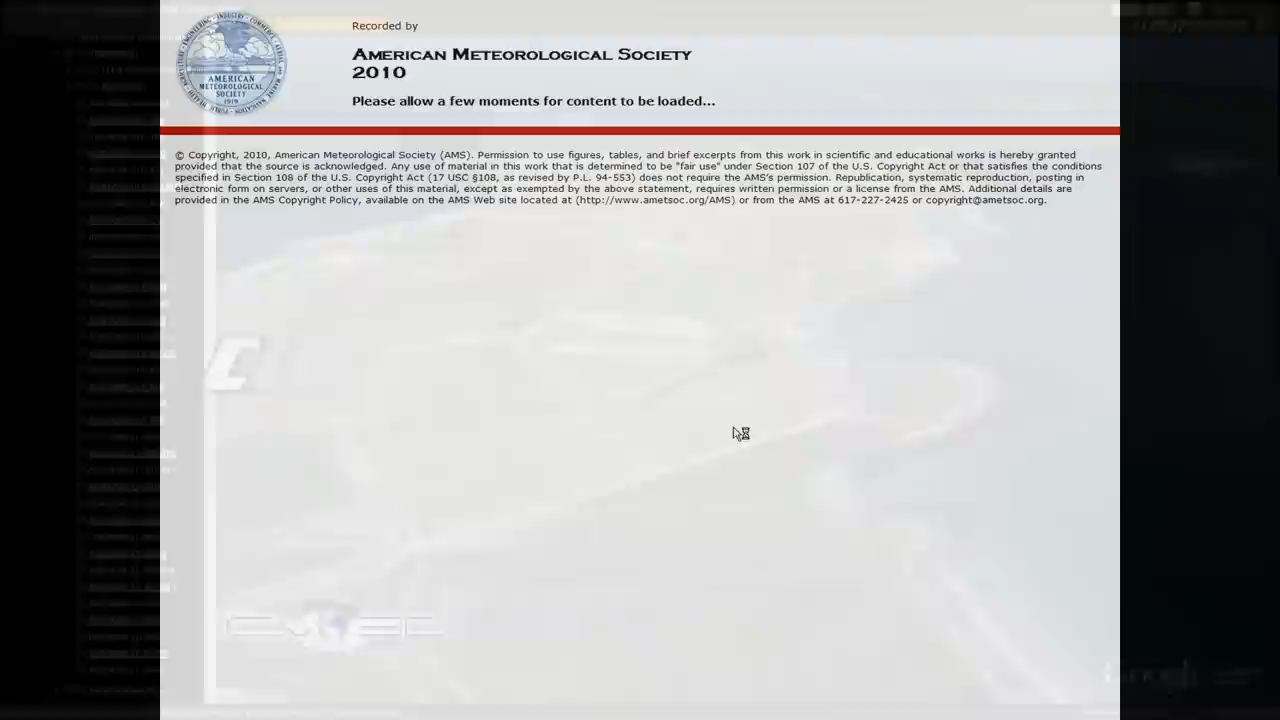 Recorded by
AMERICAN METEOROLOGICAL SOCIETY
2010
Please allow a few moments for content to be loaded...
AMERICAN
METEOROLOGICAL
SOCIETY
1919
© Copyright, 2010, American Meteorological Society (AMS). Permission to use figures, tables, and brief excerpts from this work in scientific and educational works is hereby granted
provided that the source is acknowledged. Any use of material in this work that is determined to be "fair use" under Section 107 of the U.S. Copyright Act or that satisfies the conditions
specified in Section 108 of the U.S. Copyright Act (17 USC §108, as revised by P.L. 94-553) does not require the AMS's permission. Republication, systematic reproduction, posting in
electronic form on servers, or other uses of this material, except as exempted by the above statement, requires written permission or a license from the AMS. Additional details are
provided in the AMS Copyright Policy, available on the AMS Web site located at (http://www.ametsoc.org/AMS) or from the AMS at 617-227-2425 or copyright@ametsoc.org.